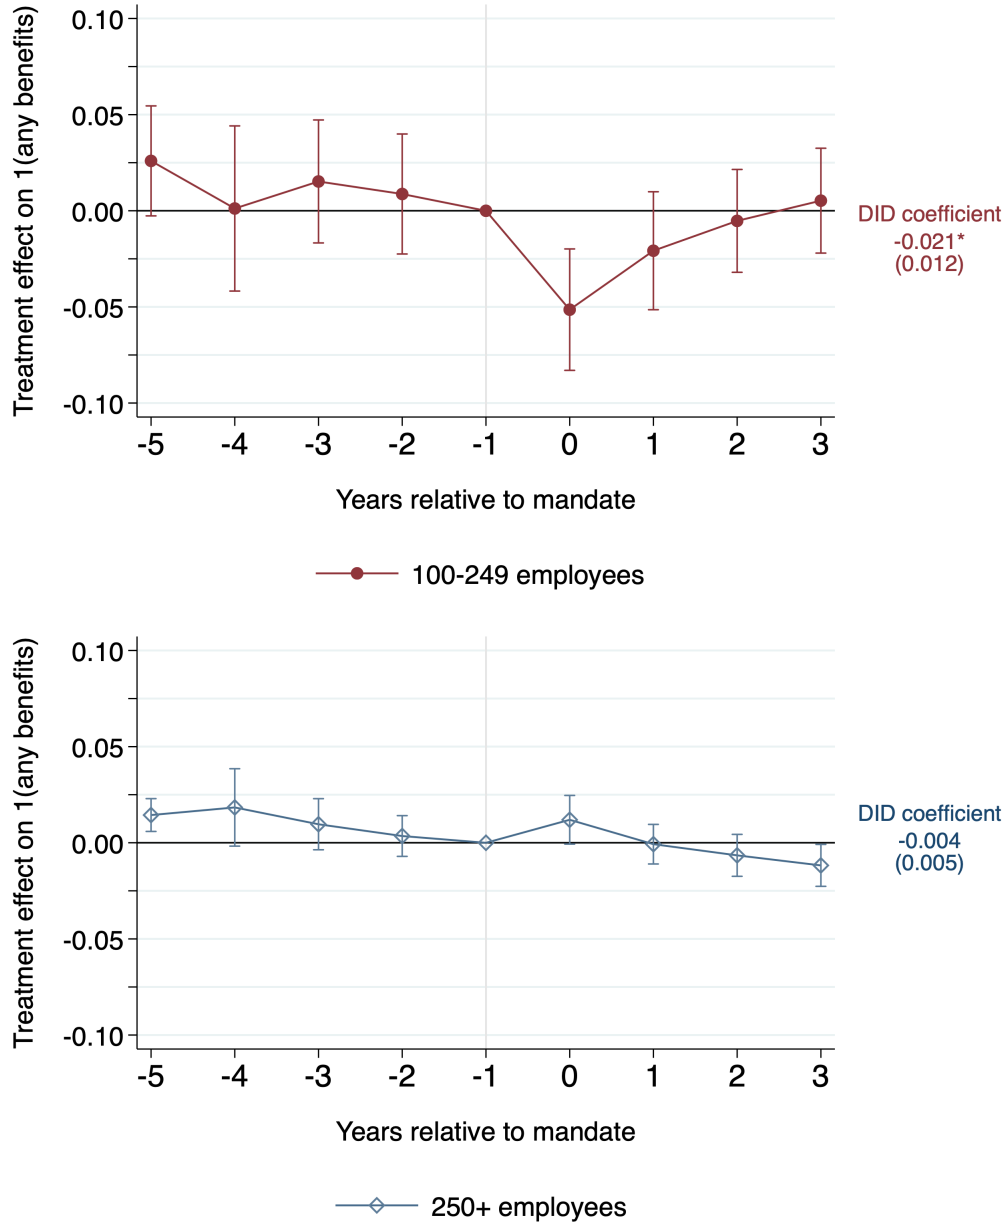 Treatment effect on 1(any benefits)
0.10
0.05
0.00
-0.05
-0.10
-5 -4 -3 -2 -1 0 1 2 3
Years relative to mandate
DID coefficient
-0.021*
(0.012)
100-249 employees
Treatment effect on 1(any benefits)
0.10
0.05
0.00
-0.05
-0.10
-5 -4 -3 -2 -1 0 1 2 3
Years relative to mandate
DID coefficient
-0.004
(0.005)
250+ employees